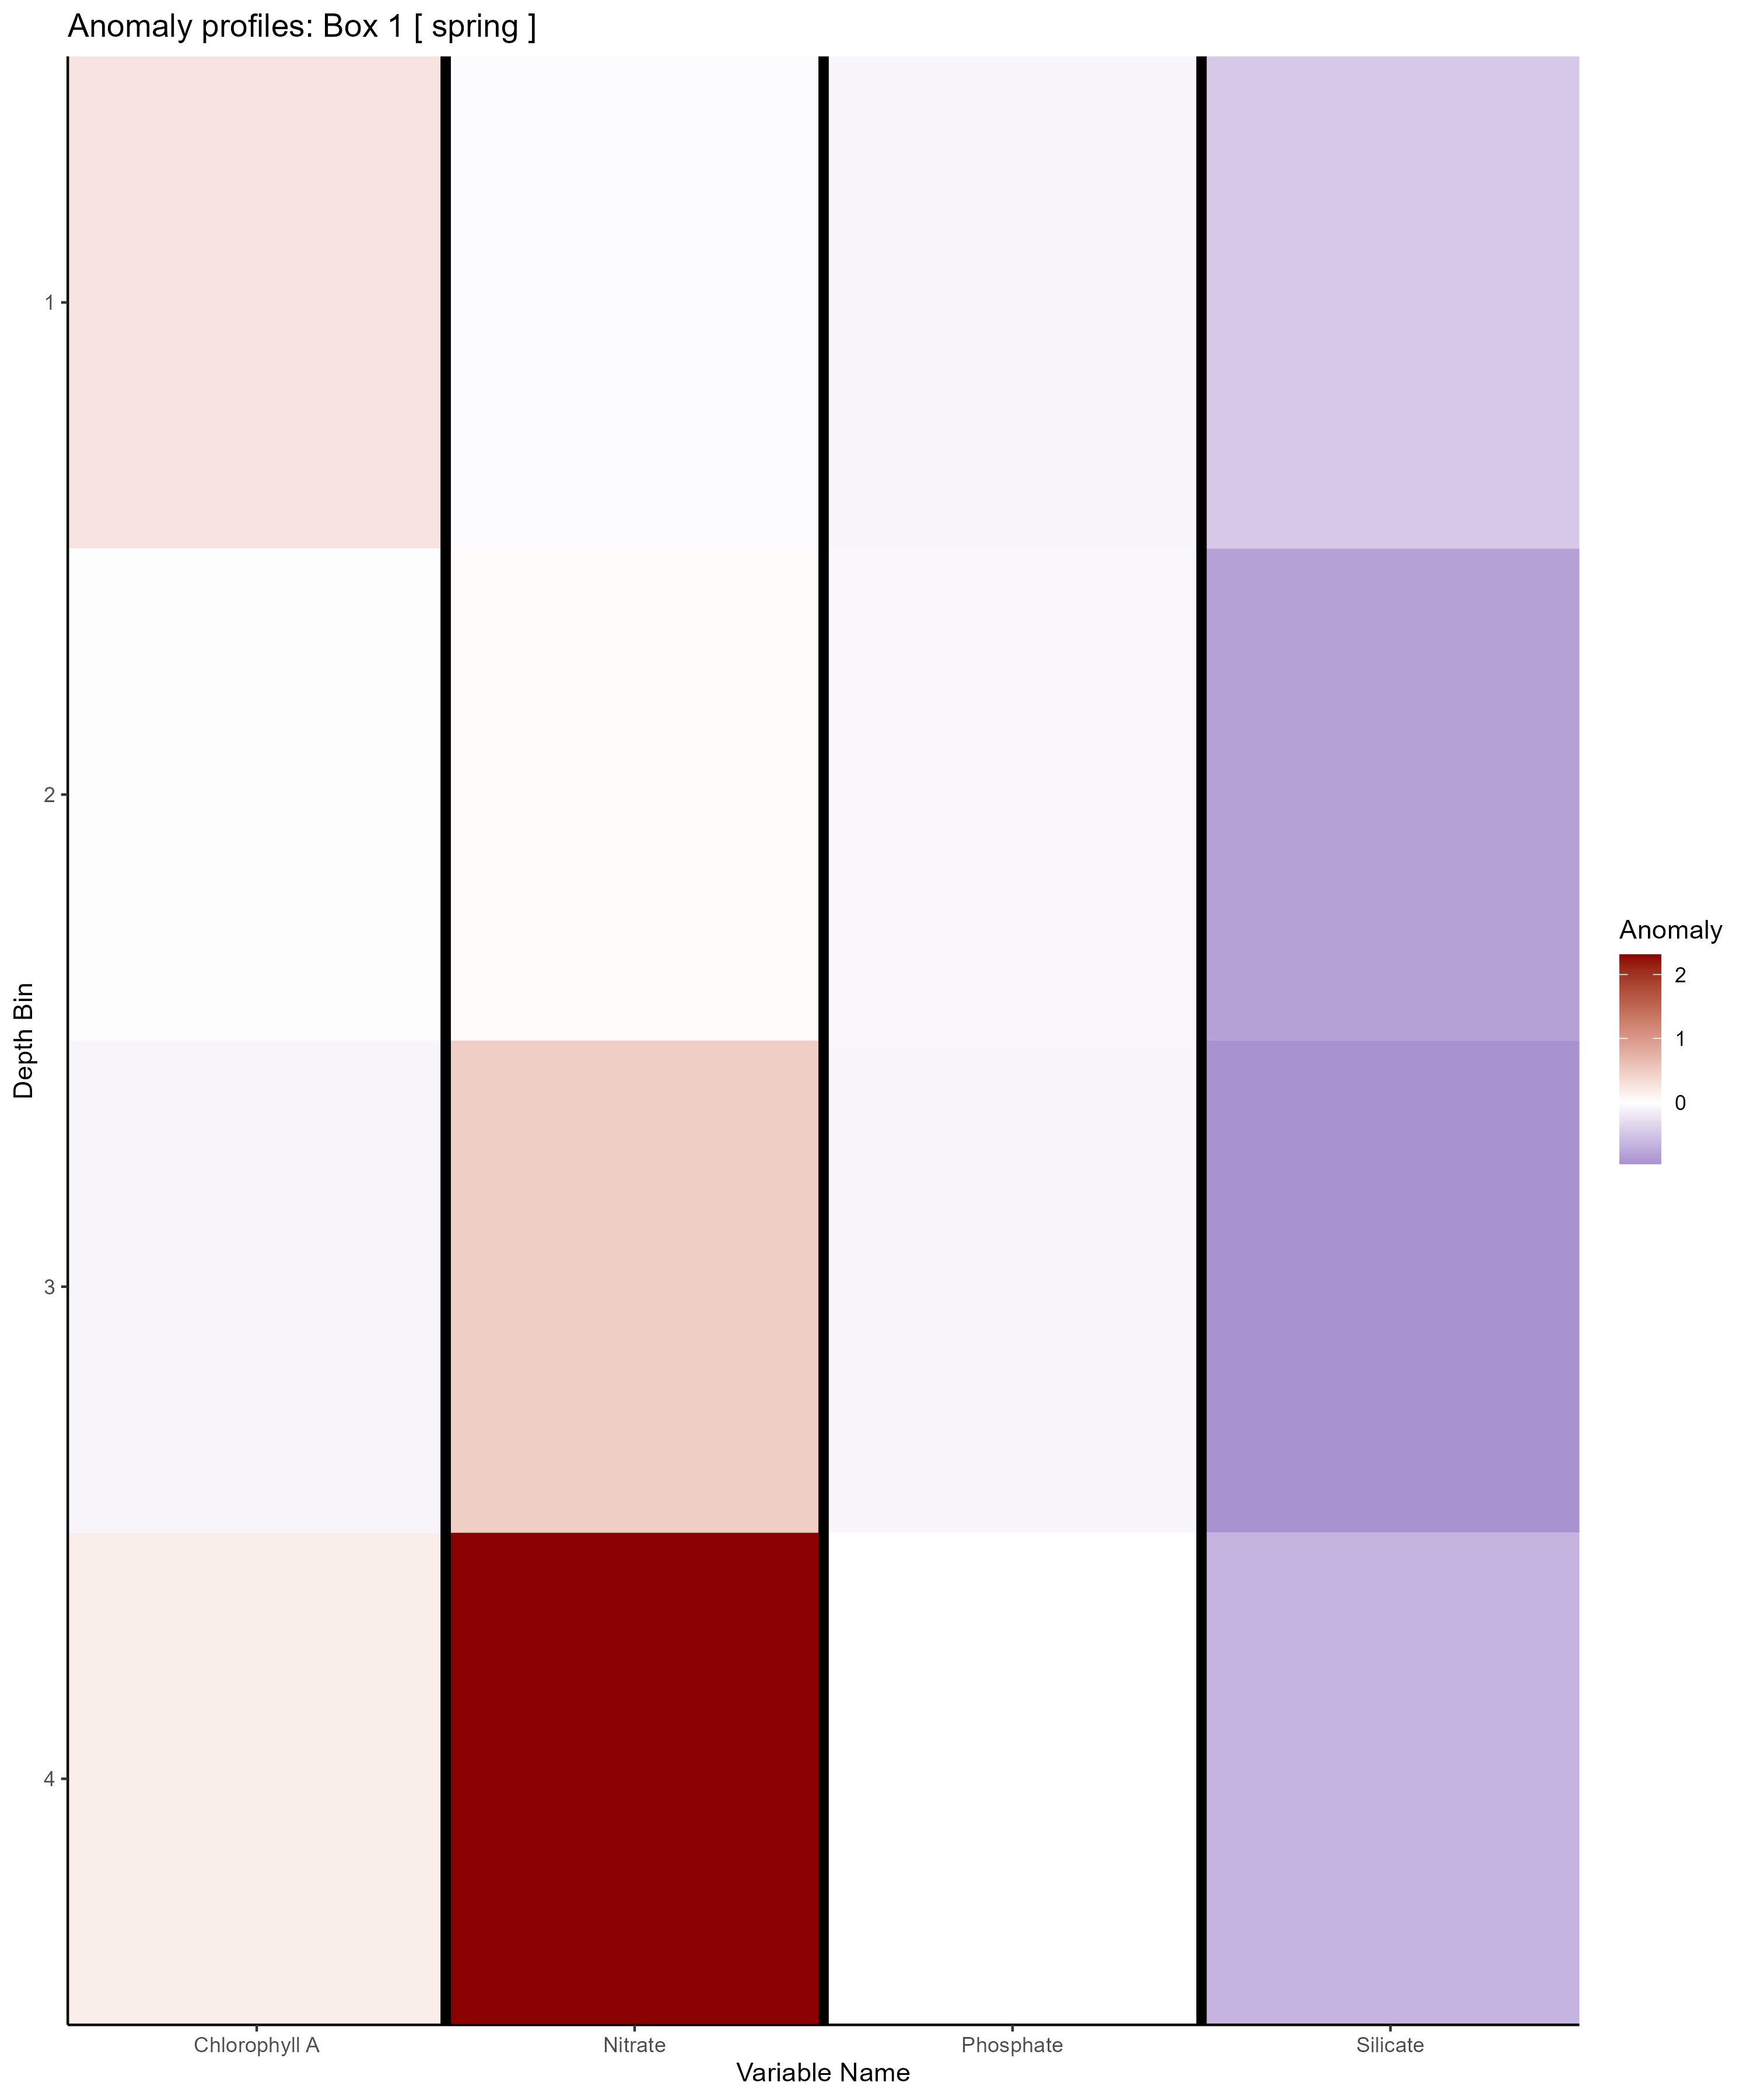 Anomaly profiles: Box 1 [ spring ]
Depth Bin
1
2
3
4
Chlorophyll A
Nitrate
Phosphate
Silicate
Variable Name
Anomaly
2
1
0